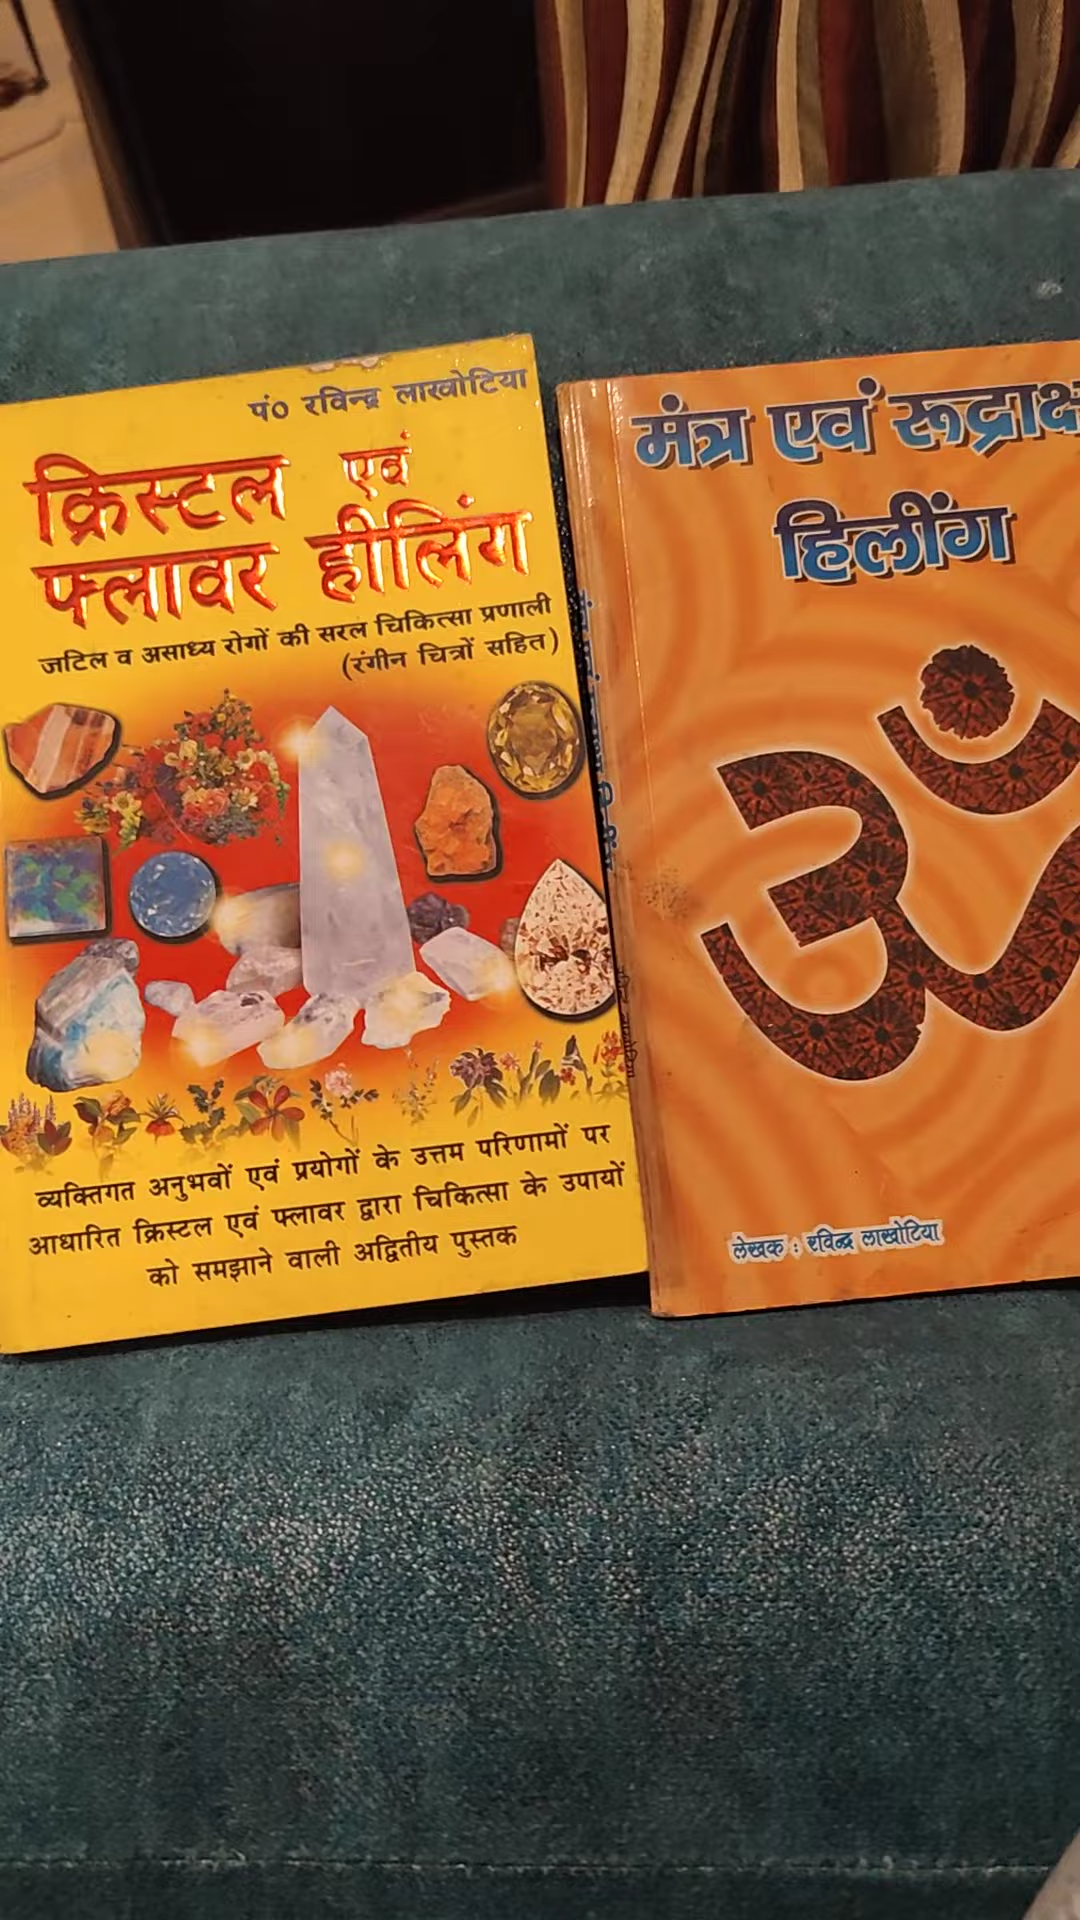 पं० रविन्द्र लाखोटिया
क्रिस्टल एवं
फ्लावर हीलिंग
जटिल व असाध्य रोगों की सरल चिकित्सा प्रणाली
(रंगीन चित्रों सहित)
व्यक्तिगत अनुभवों एवं प्रयोगों के उत्तम परिणामों पर
आधारित क्रिस्टल एवं फ्लावर द्वारा चिकित्सा के उपायों
को समझाने वाली अद्वितीय पुस्तक
मंत्र एवं रूद्राक्ष
हिलींग
ॐ
लेखक : रविन्द्र लाखोटिया